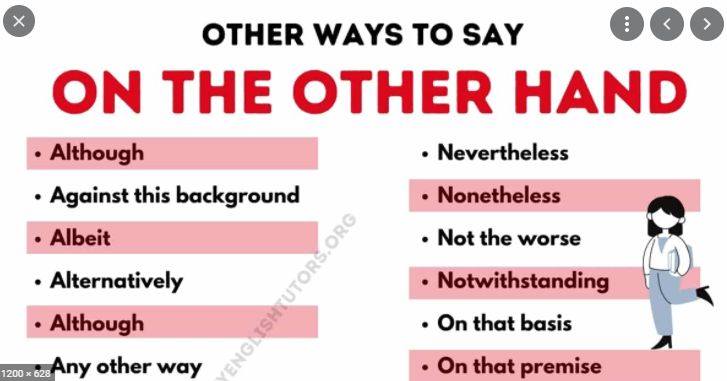 OTHER WAYS TO SAY
ON THE OTHER HAND
• Although
• Against this background
• Albeit
• Alternatively
• Although
• Any other way
• Nevertheless
• Nonetheless
• Not the worse
• Notwithstanding
• On that basis
• On that premise
YENGLISHTUTORS.ORG
1200 × 628